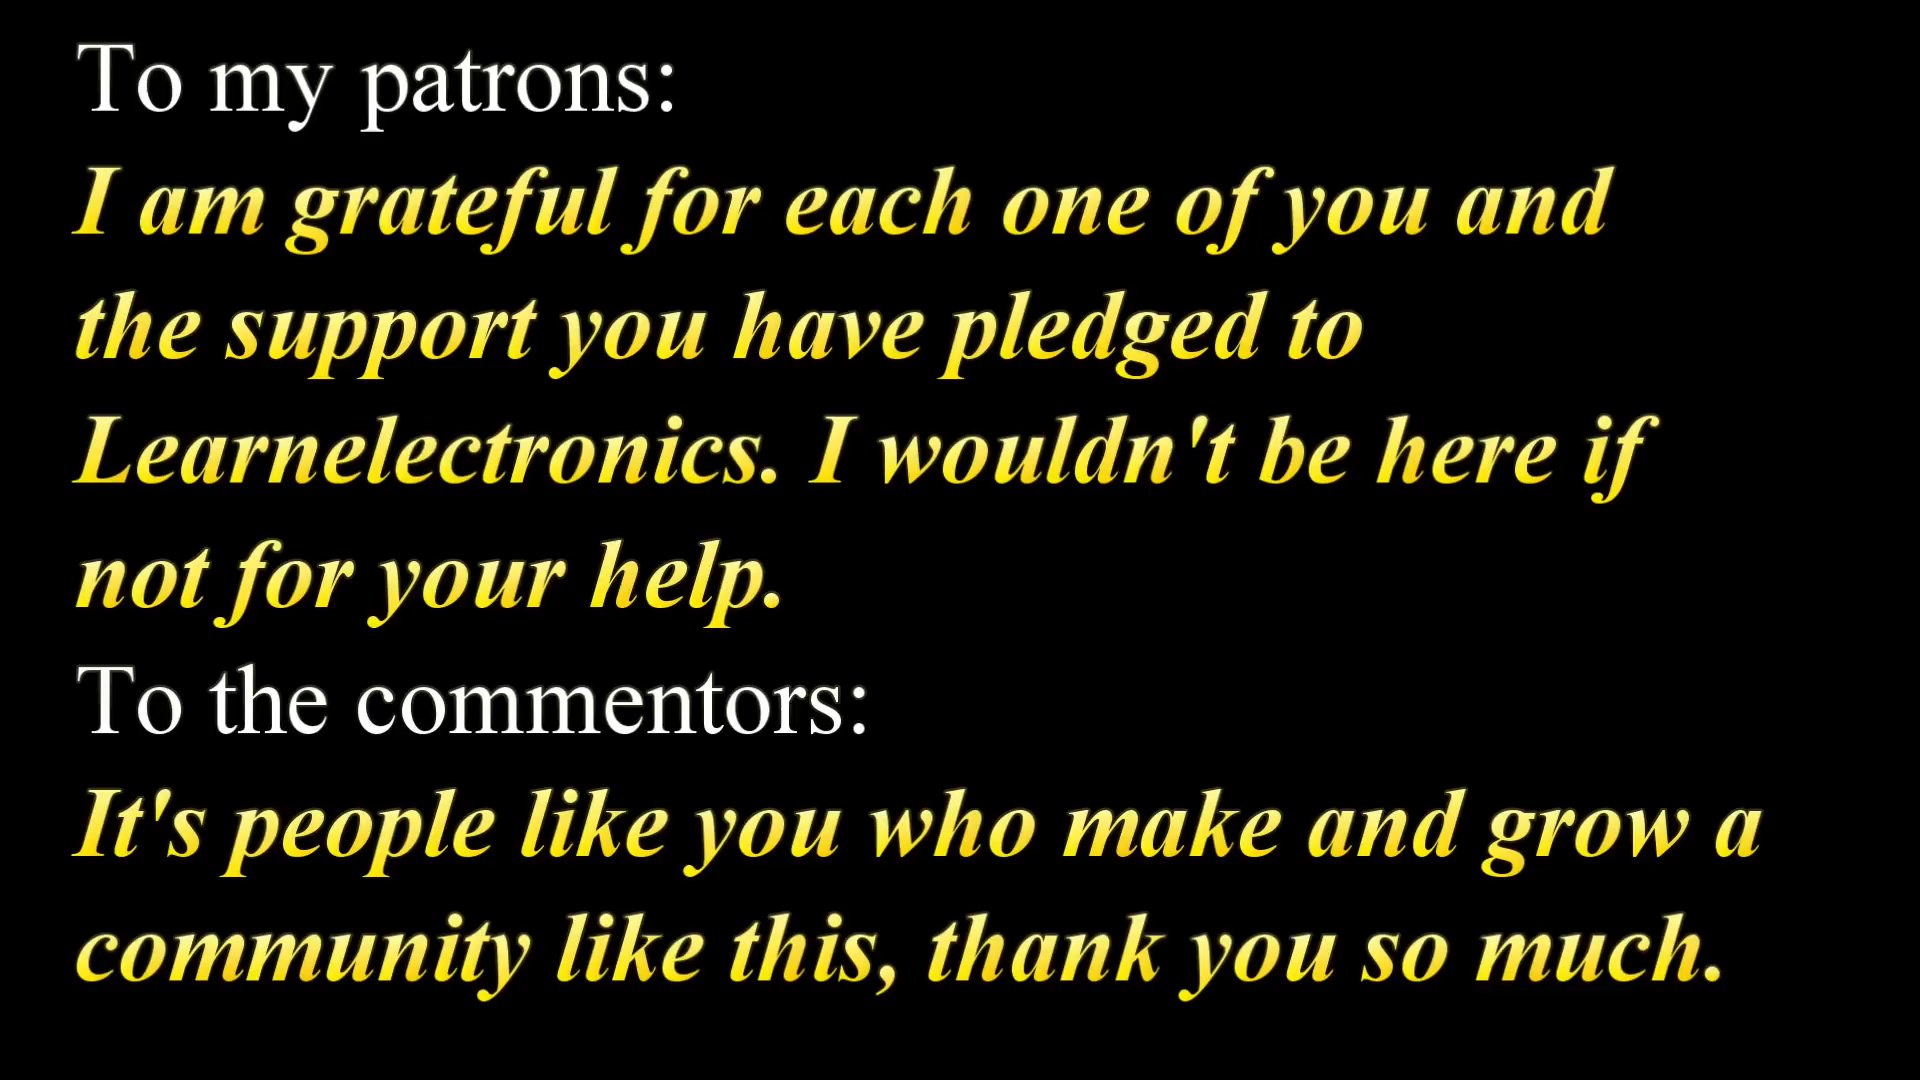 To my patrons:
I am grateful for each one of you and
the support you have pledged to
Learnelectronics. I wouldn't be here if
not for your help.
To the commentors:
It's people like you who make and grow a
community like this, thank you so much.